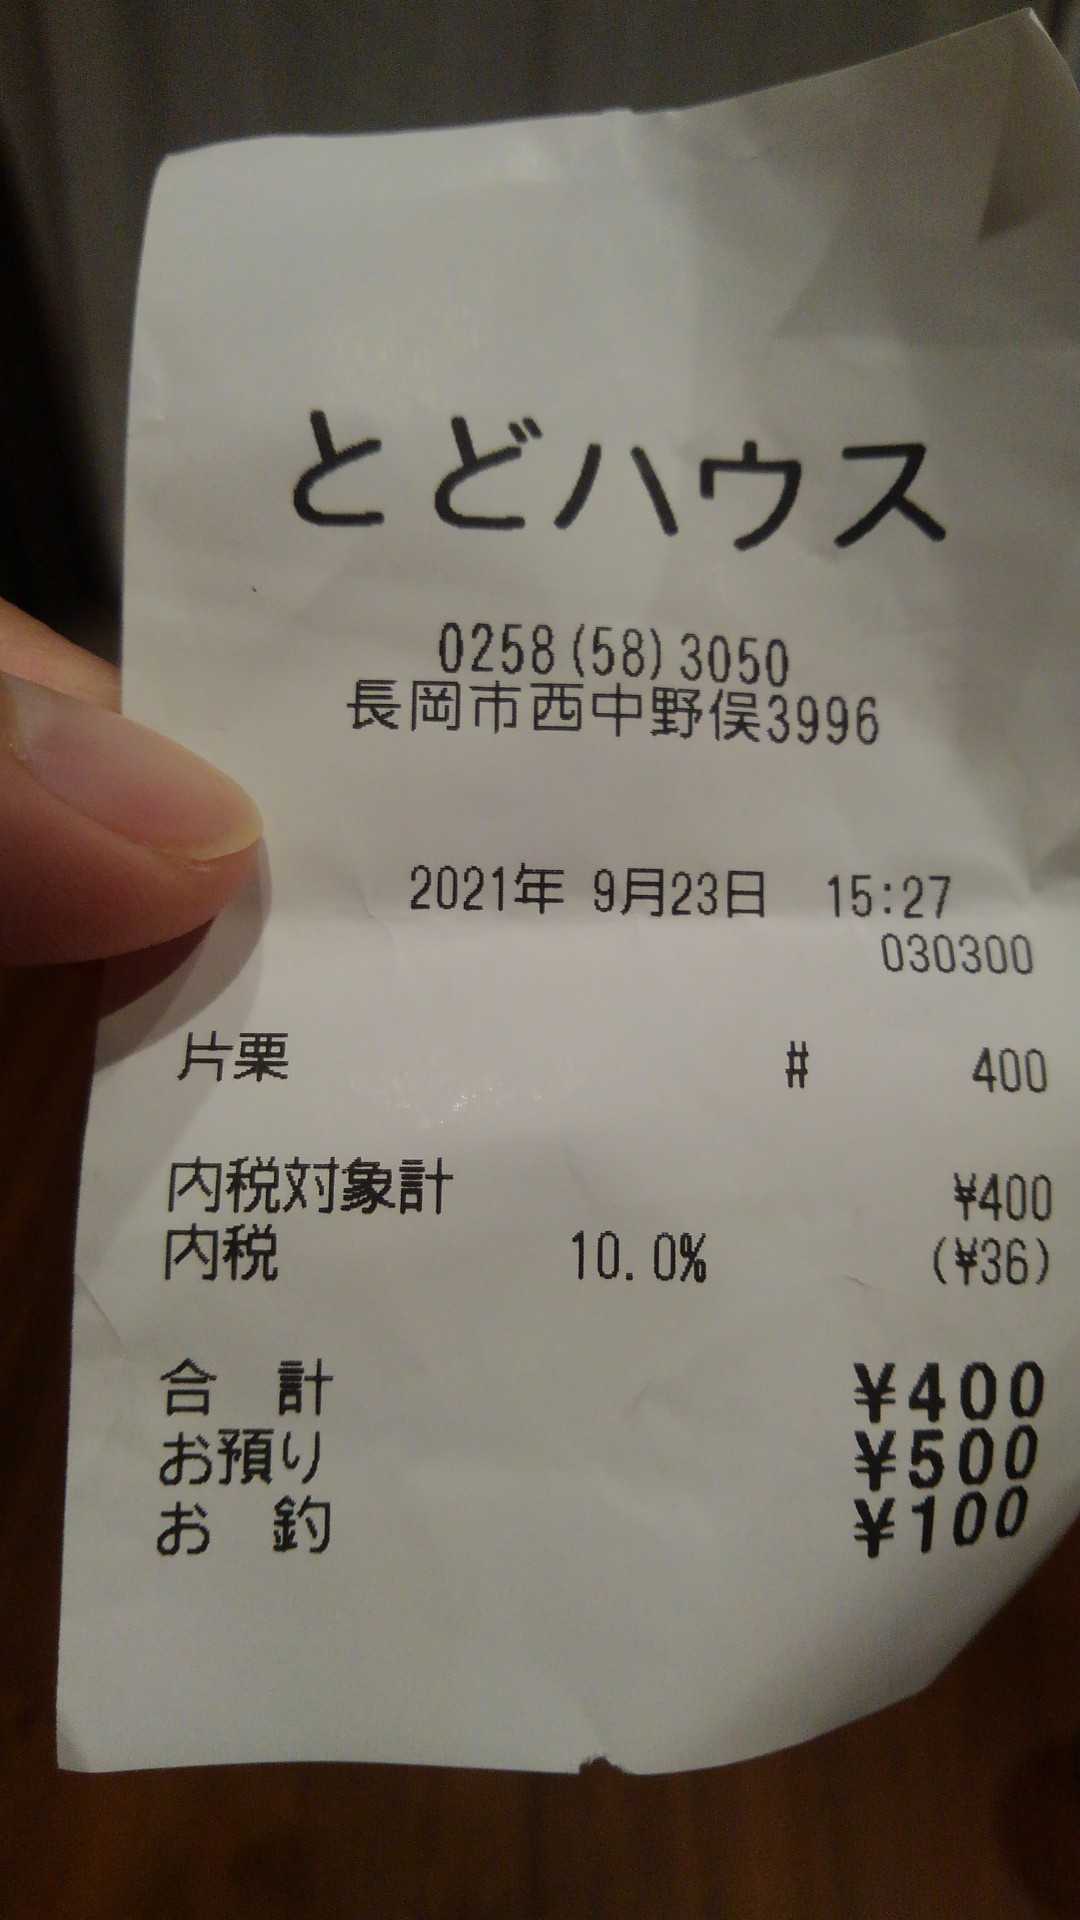 とどハウス
0258(58)3050
長岡市西中野俣3996
2021年 9月23日 15:27
030300
片栗 # 400
内税対象計 ¥400
内税 10.0% (¥36)
合 計 ¥400
お預り ¥500
お 釣 ¥100